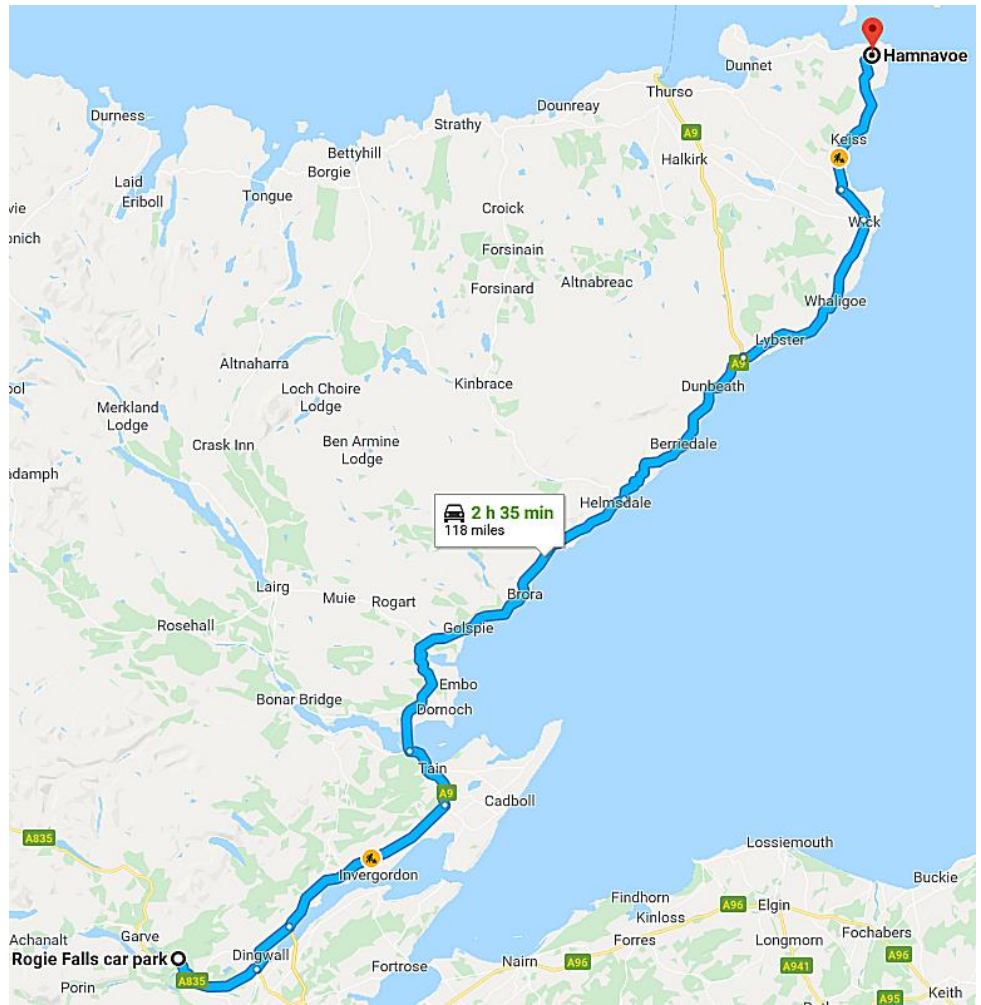 Hamnavoe
Dunnet
Thurso
Dounreay
Durness
Strathy
A9
Keiss
Bettyhill
Halkirk
Borgie
Laid
Eriboll
Tongue
vie
Croick
onich
Wick
Forsinain
Altnabreac
Forsinard
Whaligoe
Lybster
Altnaharra
A9
ool
Kinbrace
Dunbeath
Loch Choire
Lodge
Merkland
Lodge
Crask Inn
Ben Armine
Lodge
Berriedale
adamph
Helmsdale
2 h 35 min
118 miles
Lairg
Brora
Muie
Rogart
Rosehall
Golspie
Embo
Bonar Bridge
Dornoch
Tain
A9
Cadboll
A835
Lossiemouth
Invergordon
Buckie
Findhorn
A96
Elgin
Kinloss
Achanalt
Garve
Fochabers
Forres
Longmorn
A96
Dingwall
Rogie Falls car park
Nairn
A96
Fortrose
A941
A835
Porin
Keith
A95